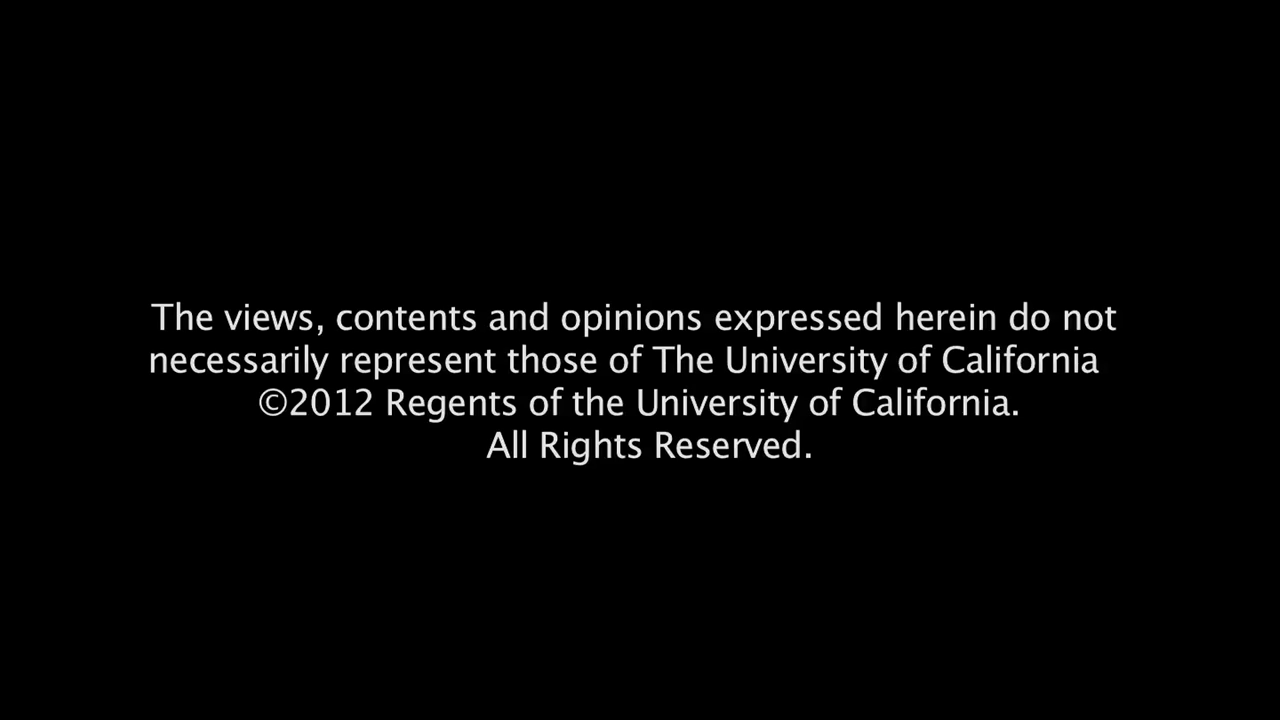 The views, contents and opinions expressed herein do not
necessarily represent those of The University of California
©2012 Regents of the University of California.
All Rights Reserved.